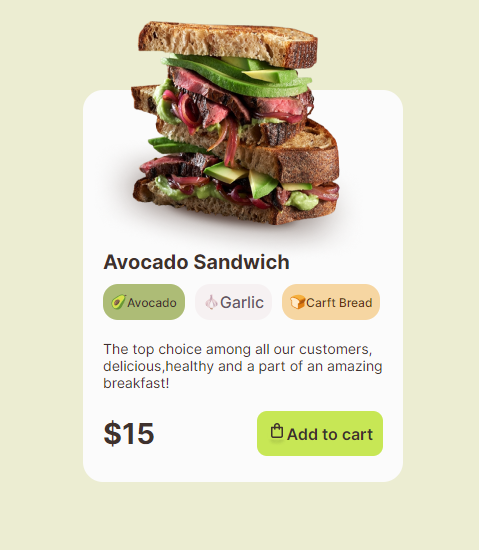 Avocado Sandwich
Avocado Garlic Carft Bread
The top choice among all our customers,
delicious,healthy and a part of an amazing
breakfast!
$15 Add to cart